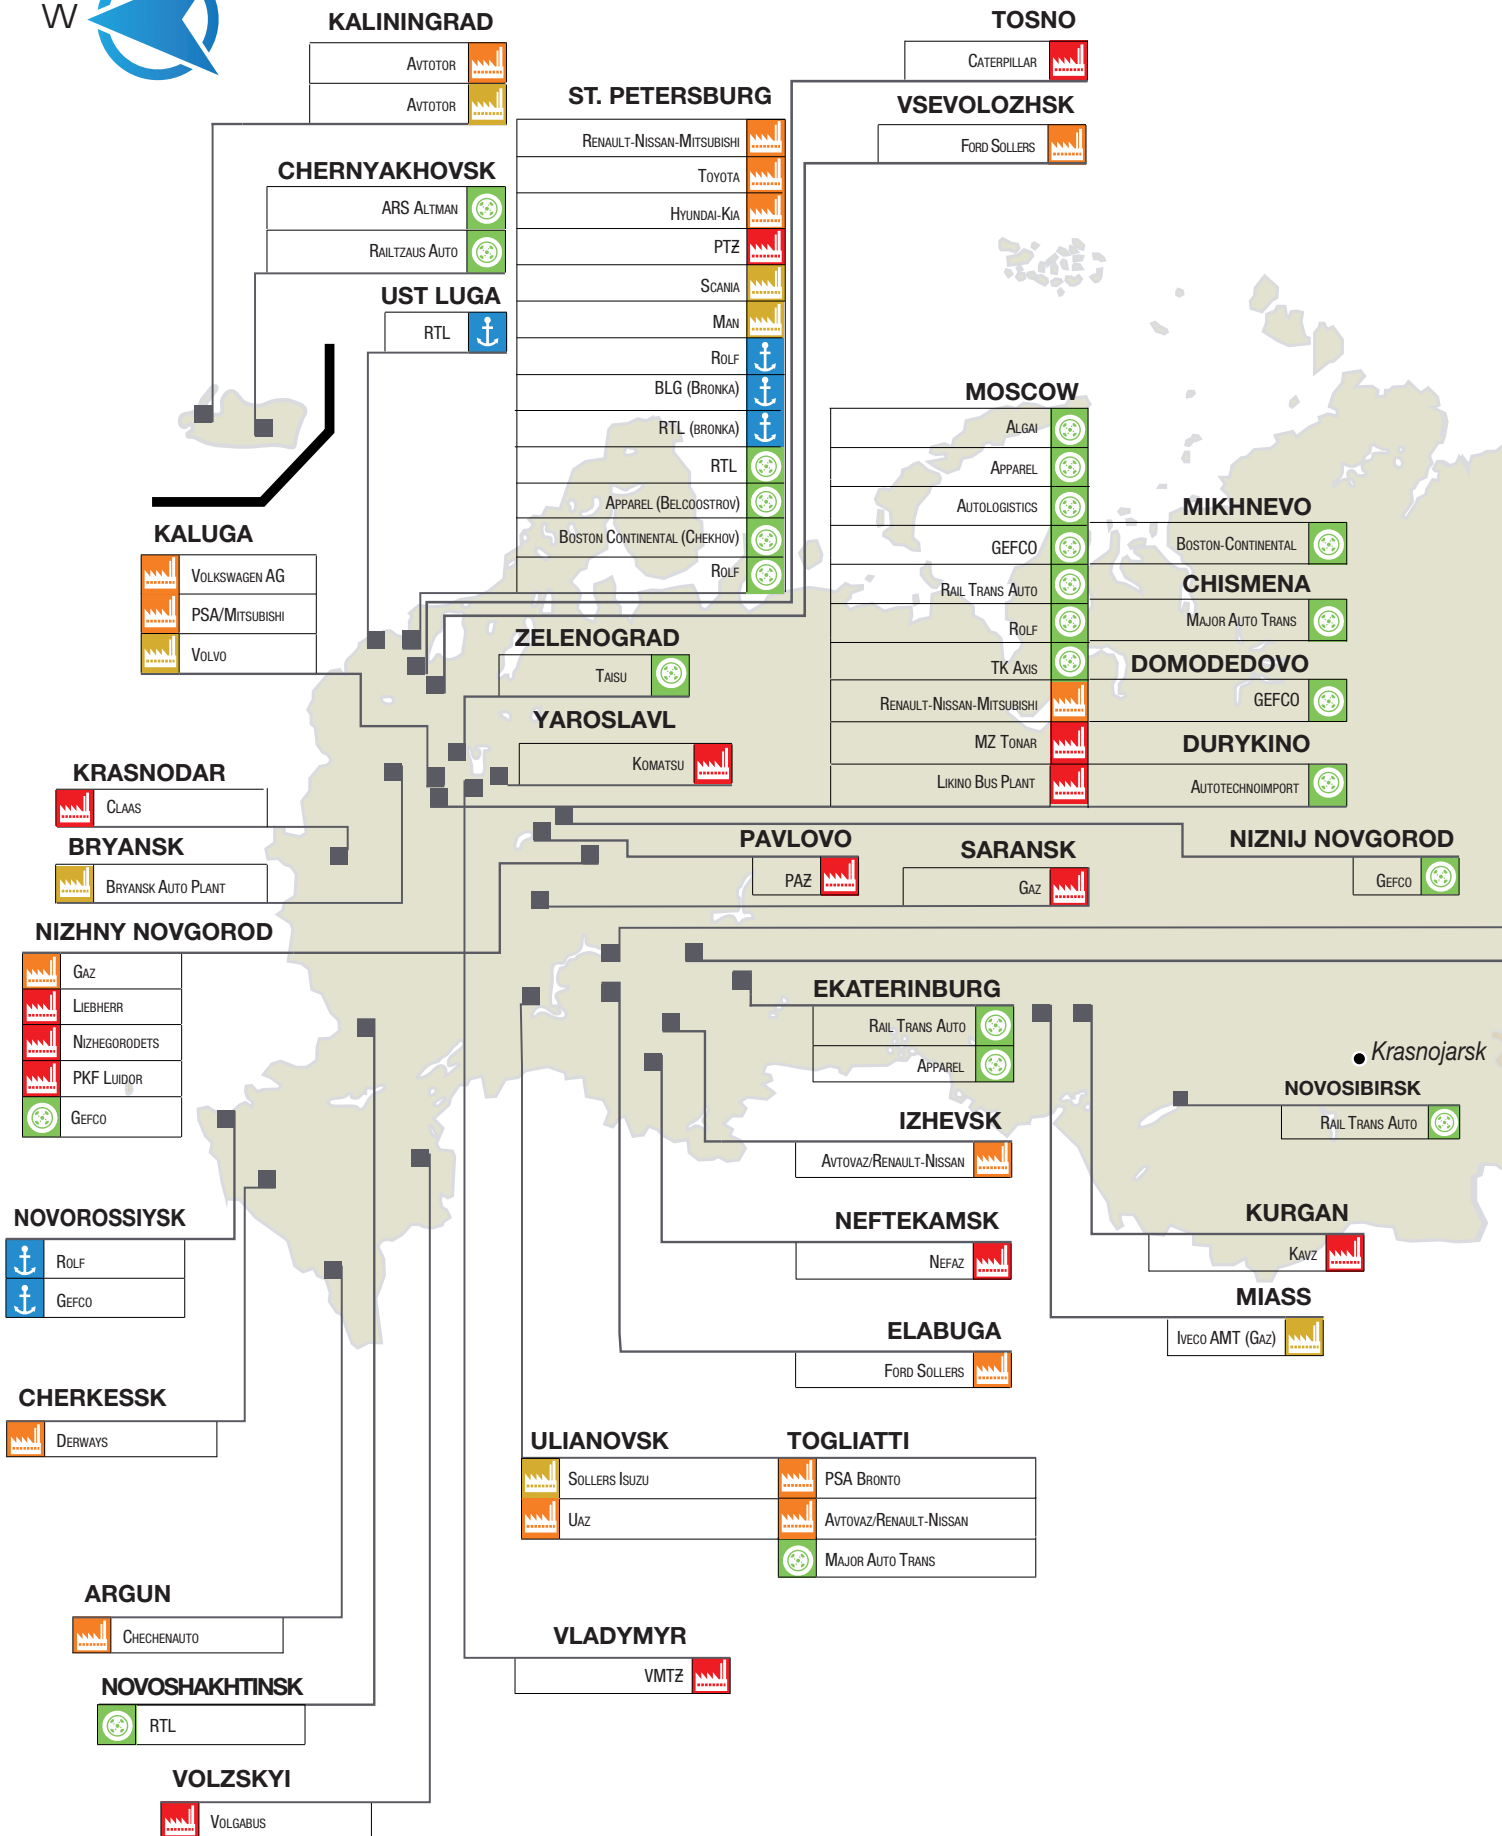 W
KALININGRAD
AVTOTOR
AVTOTOR
TOSNO
CATERPILLAR
ST. PETERSBURG
RENAULT-NISSAN-MITSUBISHI
TOYOTA
HYUNDAI-KIA
PTƵ
SCANIA
MAN
ROLF
BLG (BRONKA)
RTL (BRONKA)
RTL
APPAREL (BELCOOSTROV)
BOSTON CONTINENTAL (CHEKHOV)
ROLF
VSEVOLOZHSK
FORD SOLLERS
CHERNYAKHOVSK
ARS ALTMAN
RAILTZAUS AUTO
UST LUGA
RTL
MOSCOW
ALGAI
APPAREL
AUTOLOGISTICS
GEFCO
RAIL TRANS AUTO
ROLF
TK AXIS
RENAULT-NISSAN-MITSUBISHI
MZ TONAR
LIKINO BUS PLANT
MIKHNEVO
BOSTON-CONTINENTAL
CHISMENA
MAJOR AUTO TRANS
DOMODEDOVO
GEFCO
DURYKINO
AUTOTECHNOIMPORT
KALUGA
VOLKSWAGEN AG
PSA/MITSUBISHI
VOLVO
ZELENOGRAD
TAISU
YAROSLAVL
KOMATSU
KRASNODAR
CLAAS
BRYANSK
BRYANSK AUTO PLANT
PAVLOVO
PAƵ
SARANSK
GAZ
NIZNIJ NOVGOROD
GEFCO
NIZHNY NOVGOROD
GAZ
LIEBHERR
NIZHEGORODETS
PKF LUIDOR
GEFCO
EKATERINBURG
RAIL TRANS AUTO
APPAREL
Krasnojarsk
NOVOSIBIRSK
RAIL TRANS AUTO
IZHEVSK
AVTOVAZ/RENAULT-NISSAN
NOVOROSSIYSK
ROLF
GEFCO
NEFTEKAMSK
NEFAZ
KURGAN
KAVZ
MIASS
IVECO AMT (GAZ)
ELABUGA
FORD SOLLERS
CHERKESSK
DERWAYS
ULIANOVSK
SOLLERS ISUZU
UAZ
TOGLIATTI
PSA BRONTO
AVTOVAZ/RENAULT-NISSAN
MAJOR AUTO TRANS
ARGUN
CHECHENAUTO
VLADYMYR
VMTƵ
NOVOSHAKHTINSK
RTL
VOLZSKYI
VOLGABUS